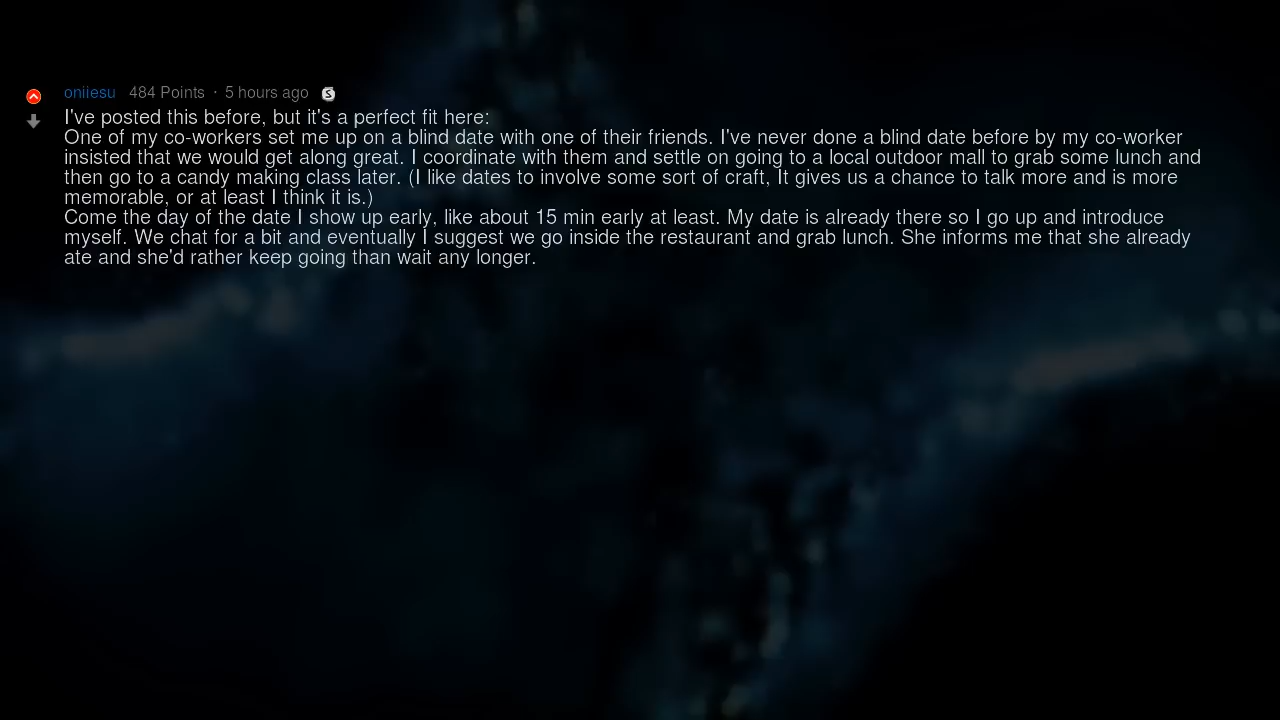 oniiesu 484 Points · 5 hours ago S
I've posted this before, but it's a perfect fit here:
One of my co-workers set me up on a blind date with one of their friends. I've never done a blind date before by my co-worker
insisted that we would get along great. I coordinate with them and settle on going to a local outdoor mall to grab some lunch and
then go to a candy making class later. (I like dates to involve some sort of craft, It gives us a chance to talk more and is more
memorable, or at least I think it is.)
Come the day of the date I show up early, like about 15 min early at least. My date is already there so I go up and introduce
myself. We chat for a bit and eventually I suggest we go inside the restaurant and grab lunch. She informs me that she already
ate and she'd rather keep going than wait any longer.